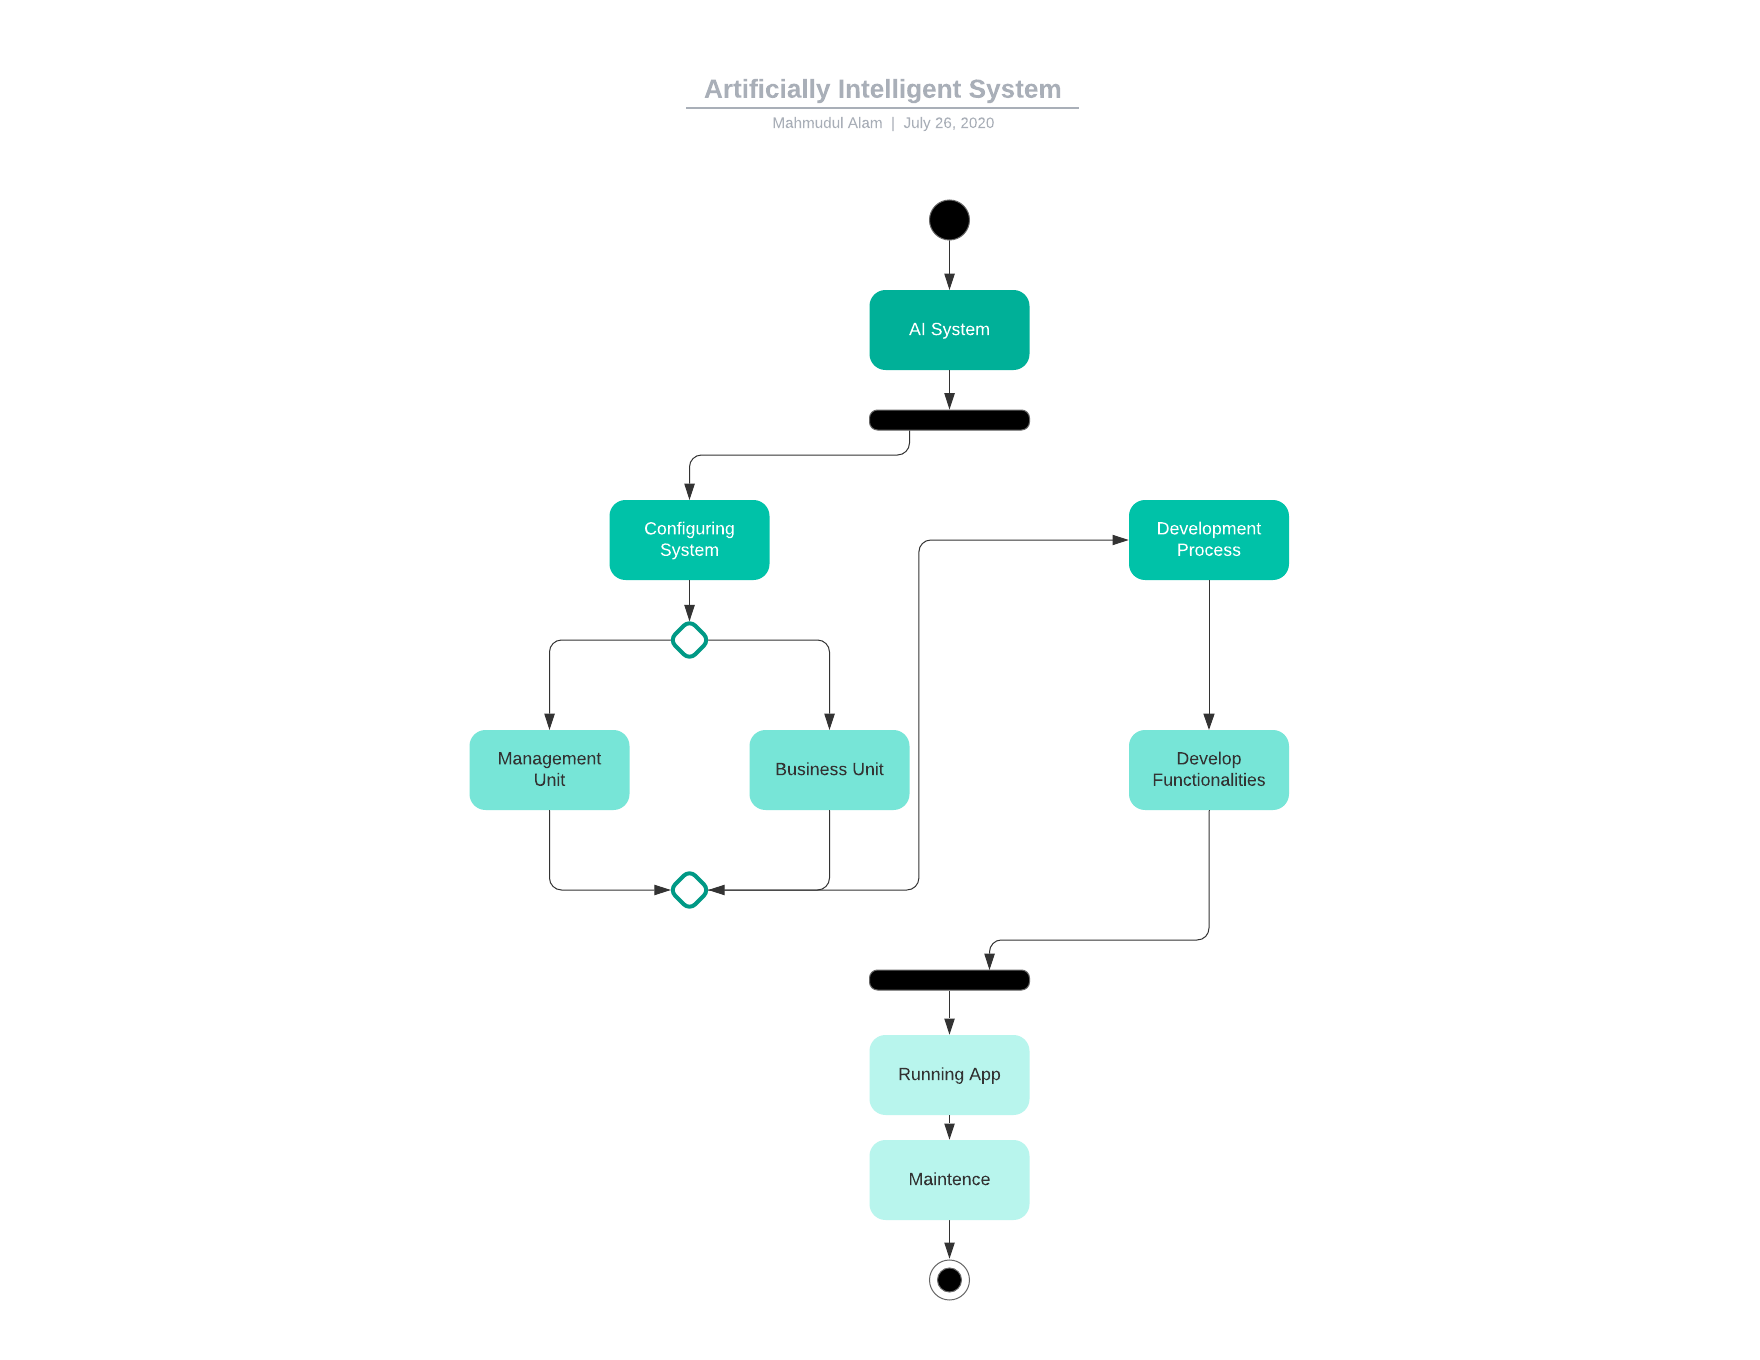 Artificially Intelligent System
Mahmudul Alam | July 26, 2020
AI System
Configuring
System
Development
Process
Management
Unit
Business Unit
Develop
Functionalities
Running App
Maintence